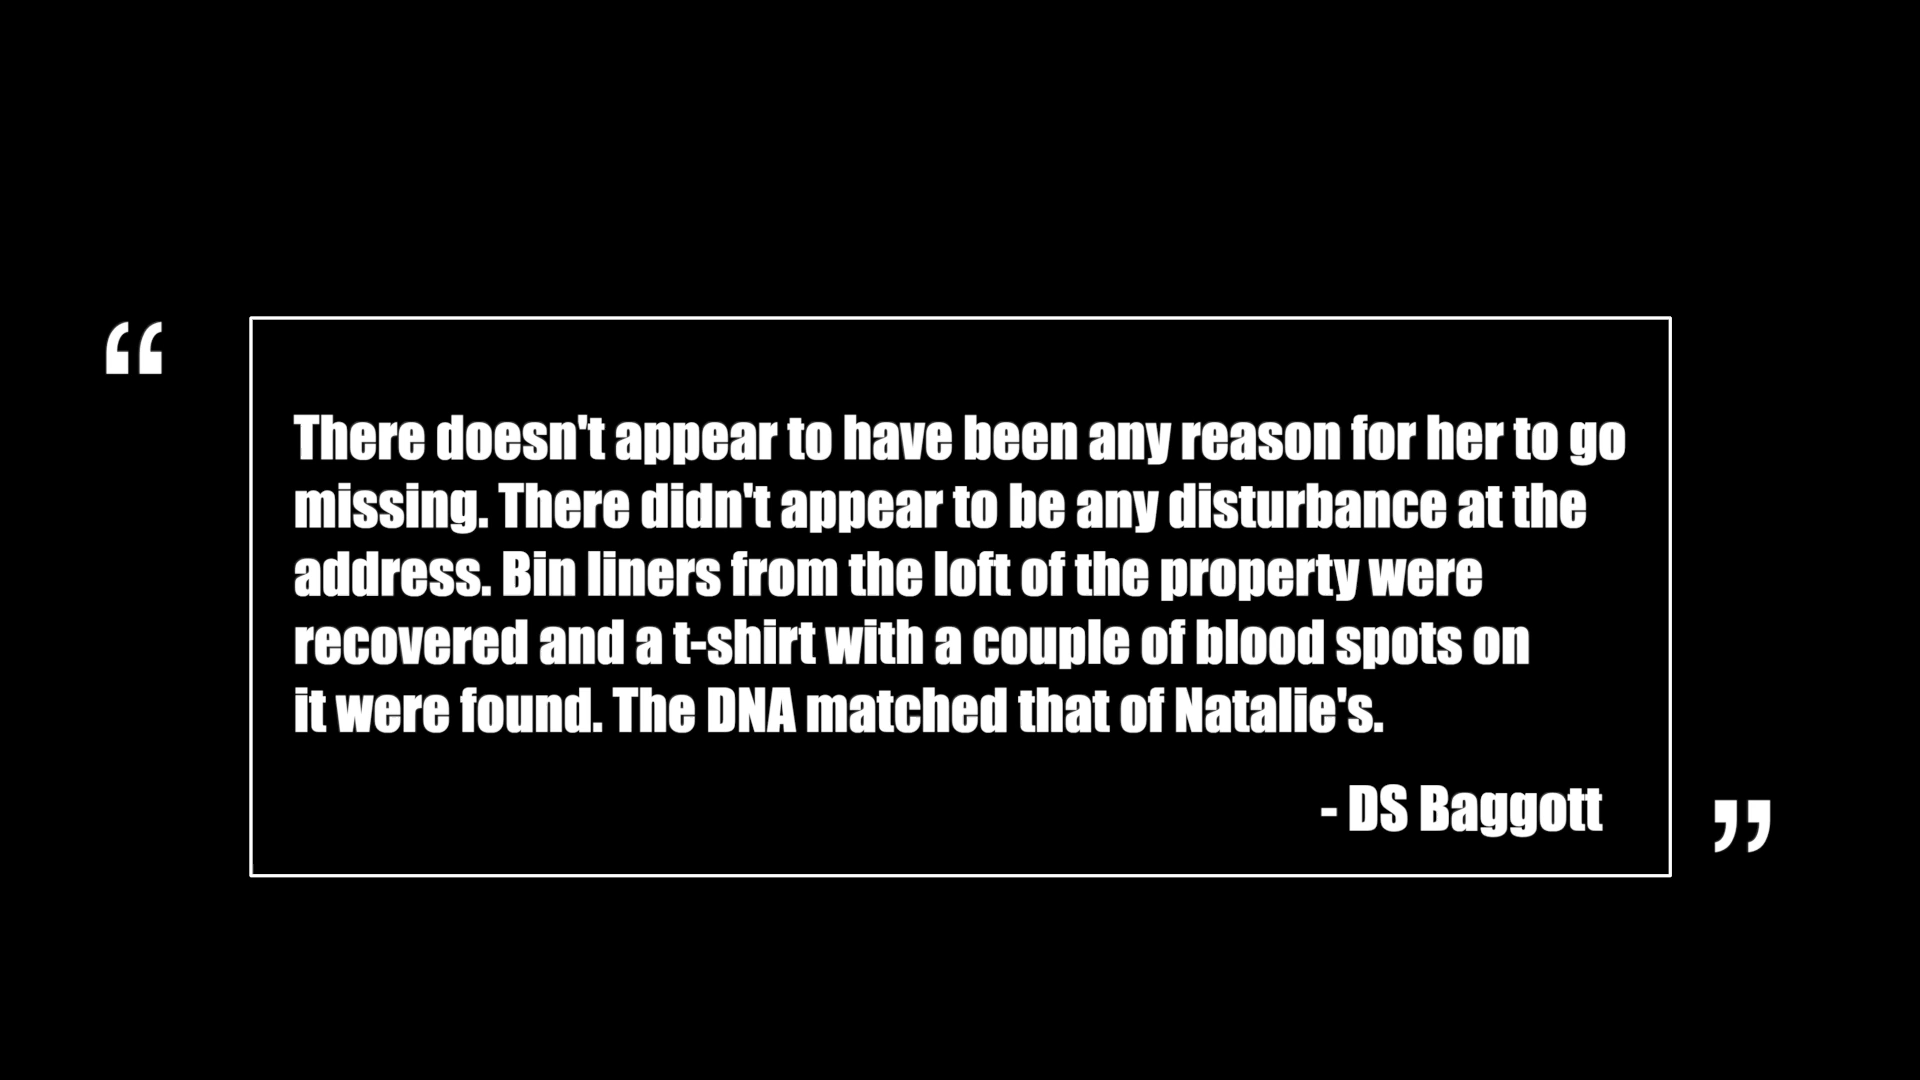 “
There doesn't appear to have been any reason for her to go
missing. There didn't appear to be any disturbance at the
address. Bin liners from the loft of the property were
recovered and a t-shirt with a couple of blood spots on
it were found. The DNA matched that of Natalie's.
- DS Baggott
”